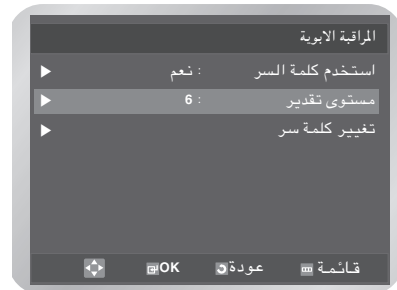 المراقبة الابوية
استخدم كلمة السر : نعم
مستوى تقدير : 6
تغيير كلمة سر
قائمة عودة OK